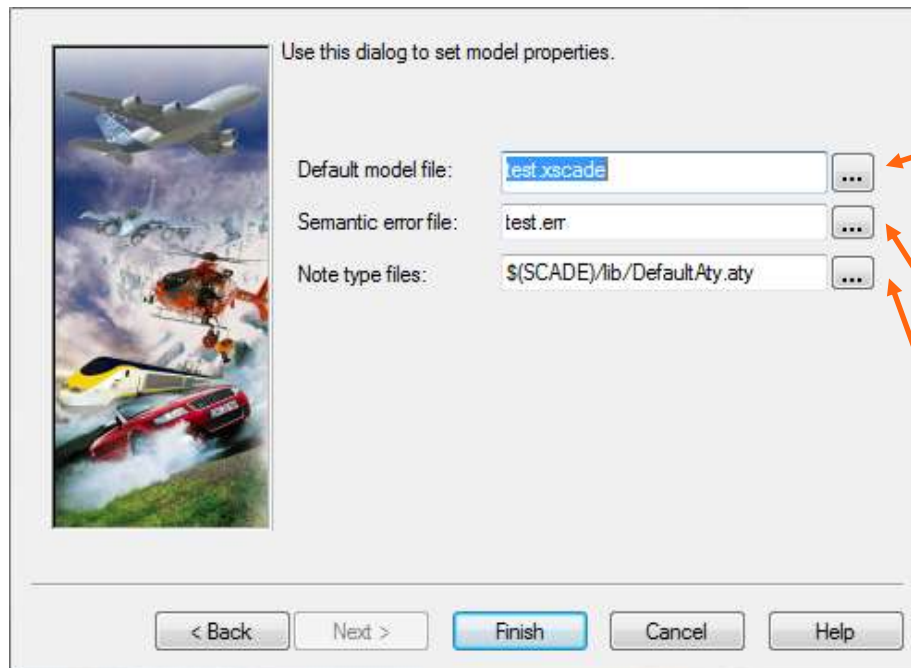 Use this dialog to set model properties.
Default model file: test.xscade ...
Semantic error file: test.err ...
Note type files: $(SCADE)/lib/DefaultAty.aty ...
< Back Next > Finish Cancel Help